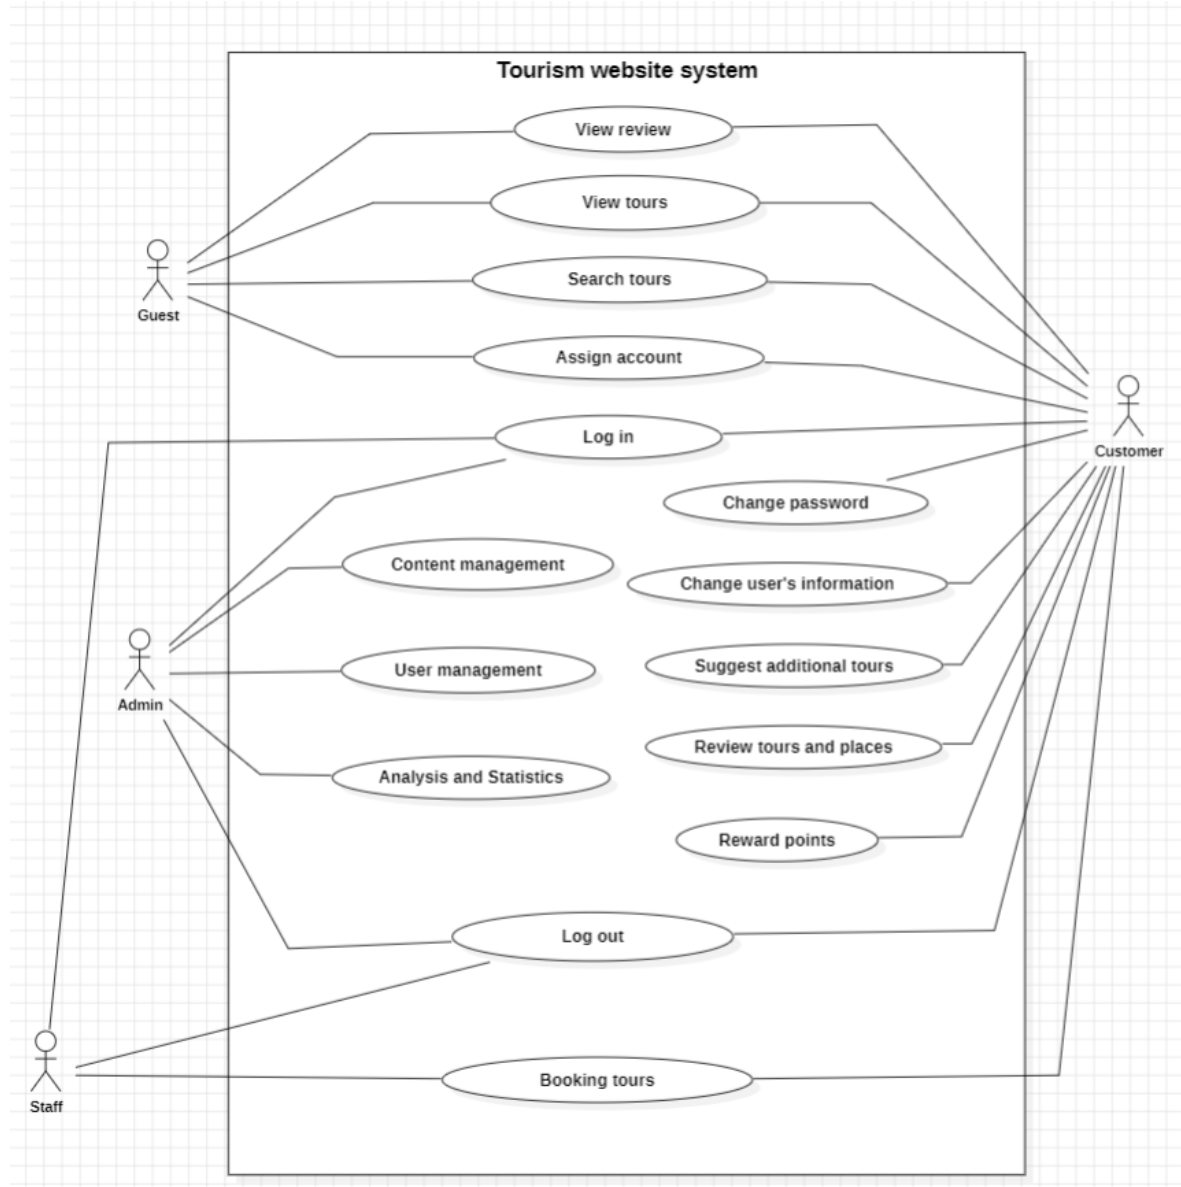 Tourism website system
View review
View tours
Search tours
Guest
Assign account
Log in
Customer
Change password
Content management
Change user's information
User management
Suggest additional tours
Admin
Review tours and places
Analysis and Statistics
Reward points
Log out
Booking tours
Staff